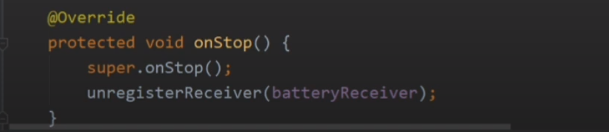 @Override
protected void onStop() {
super.onStop();
unregisterReceiver(batteryReceiver);
}